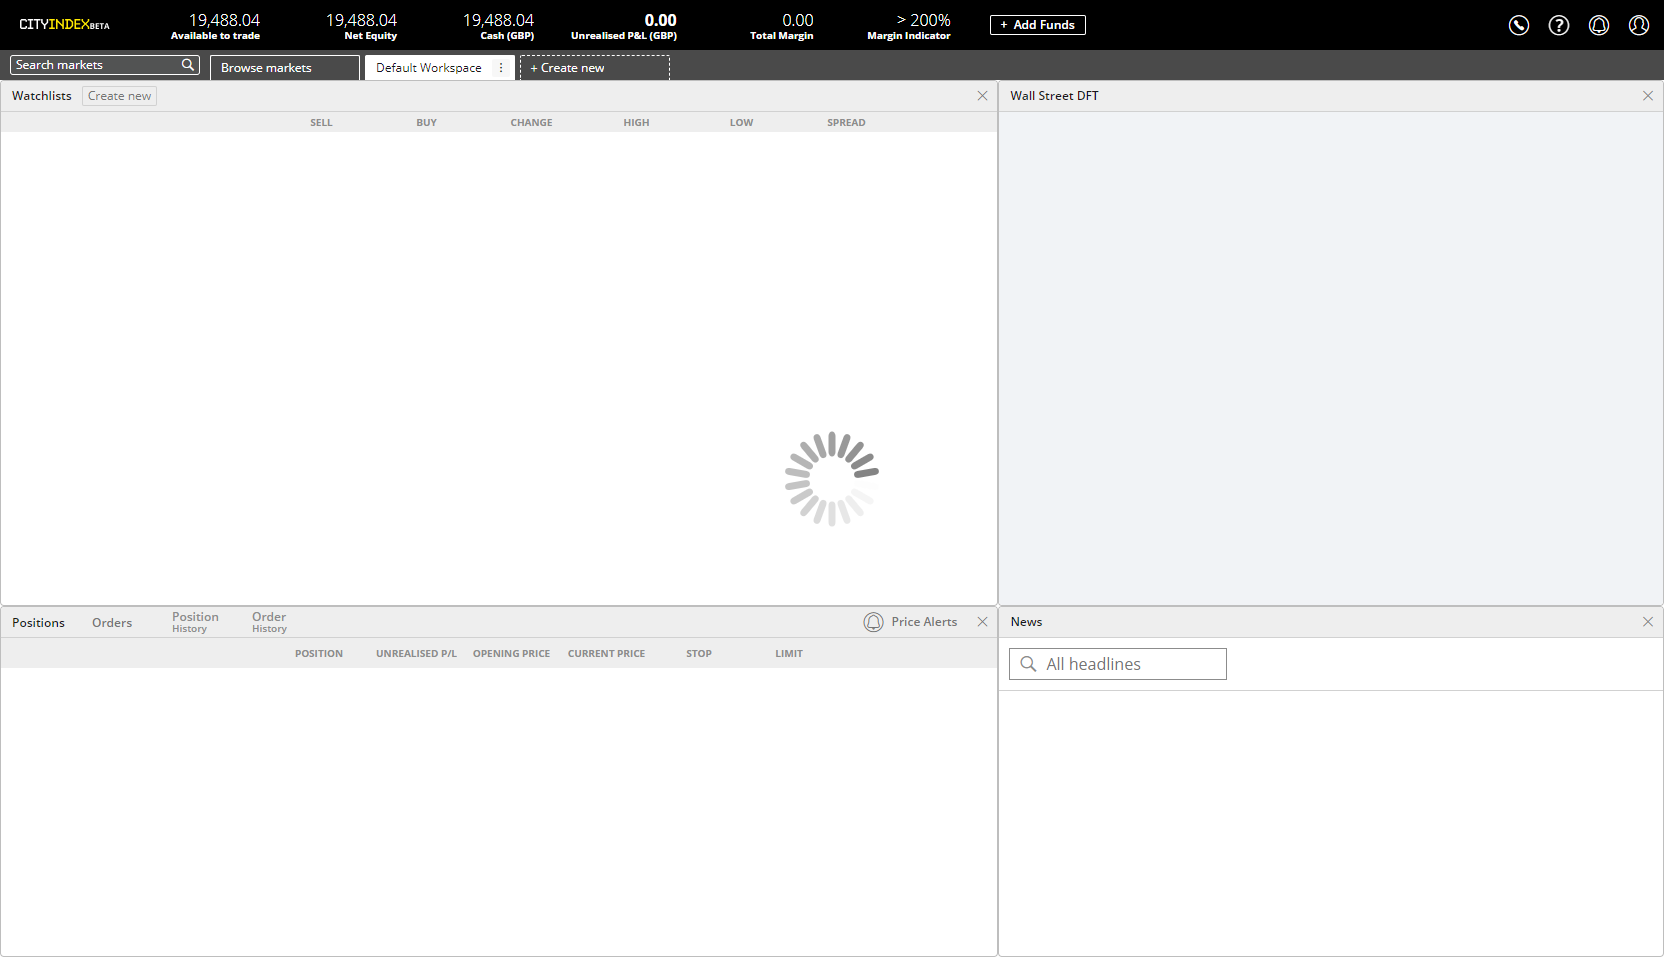 CITYINDEXBETA
19,488.04
Available to trade
19,488.04
Net Equity
19,488.04
Cash (GBP)
0.00
Unrealised P&L (GBP)
0.00
Total Margin
> 200%
Margin Indicator
+ Add Funds
Search markets
Browse markets
Default Workspace
+ Create new
Watchlists Create new
SELL BUY CHANGE HIGH LOW SPREAD
Wall Street DFT
Positions Orders Position History Order History Price Alerts
POSITION UNREALISED P/L OPENING PRICE CURRENT PRICE STOP LIMIT
News
All headlines